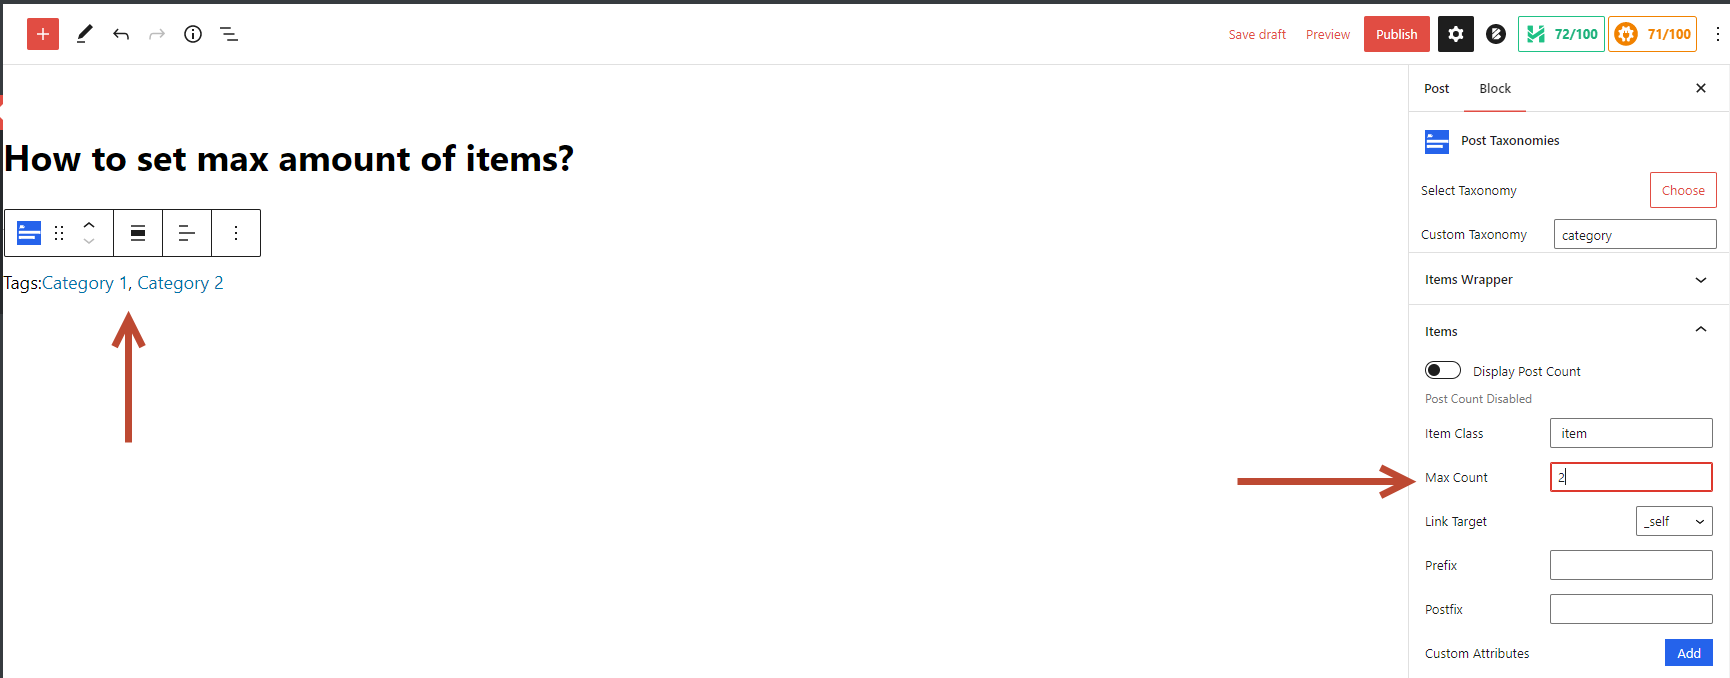 Save draft Preview Publish 72/100 71/100
Post Block
Post Taxonomies
How to set max amount of items?
Select Taxonomy Choose
Custom Taxonomy category
Tags:Category 1, Category 2
Items Wrapper
Items
Display Post Count
Post Count Disabled
Item Class item
Max Count 2
Link Target _self
Prefix
Postfix
Custom Attributes Add